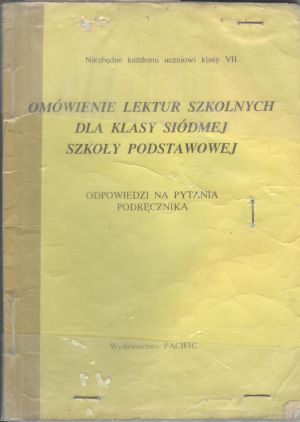 Niezbędne każdemu uczniowi klasy VII
OMÓWIENIE LEKTUR SZKOLNYCH
DLA KLASY SIÓDMEJ
SZKOŁY PODSTAWOWEJ
ODPOWIEDZI NA PYTANIA
PODRĘCZNIKA
Wydawnictwo PACIFIC